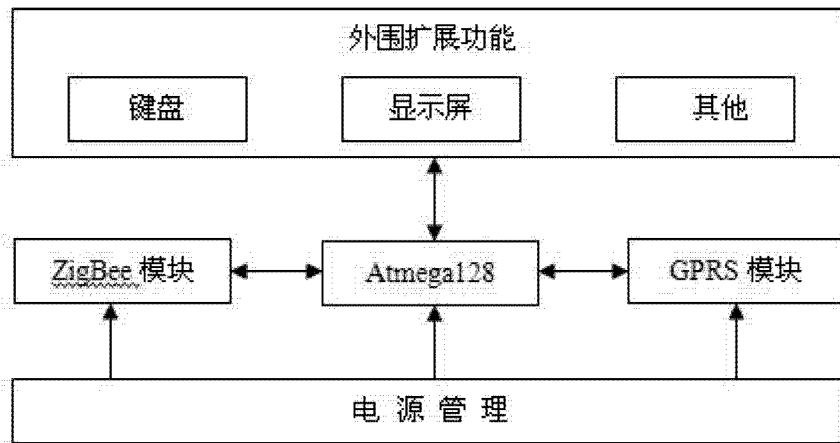 外围扩展功能
键盘 显示屏 其他
ZigBee 模块 Atmega128 GPRS 模块
电 源 管 理